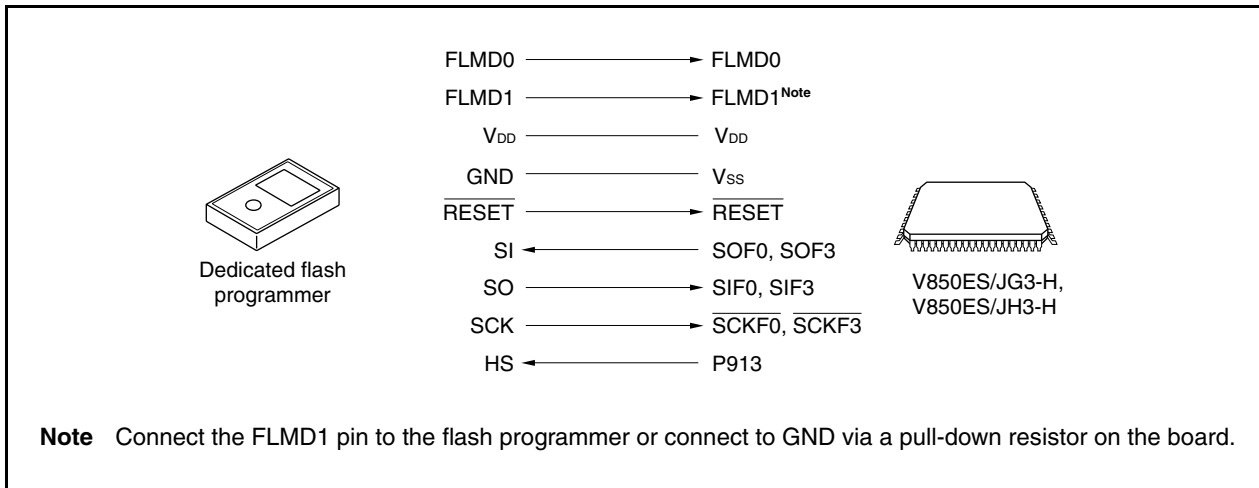 FLMD0 FLMD0
FLMD1 FLMD1Note
VDD VDD
GND VSS
RESET RESET
SI SOF0, SOF3
SO SIF0, SIF3
SCK SCKF0, SCKF3
HS P913
Dedicated flash
programmer
V850ES/JG3-H,
V850ES/JH3-H
Note Connect the FLMD1 pin to the flash programmer or connect to GND via a pull-down resistor on the board.